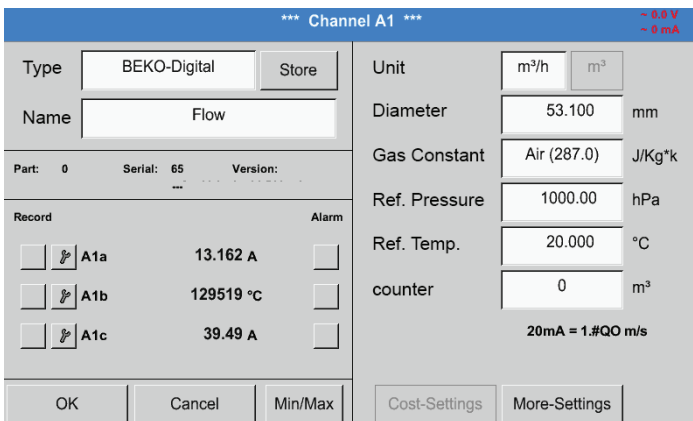 *** Channel A1 ***
~ 0.0 V
~ 0 mA
Type BEKO-Digital Store
Name Flow
Part: 0 Serial: 65 Version:
---
Record Alarm
A1a 13.162 A
A1b 129519 °C
A1c 39.49 A
OK Cancel Min/Max
Unit m³/h m³
Diameter 53.100 mm
Gas Constant Air (287.0) J/Kg*k
Ref. Pressure 1000.00 hPa
Ref. Temp. 20.000 °C
counter 0 m³
20mA = 1.#QO m/s
Cost-Settings More-Settings